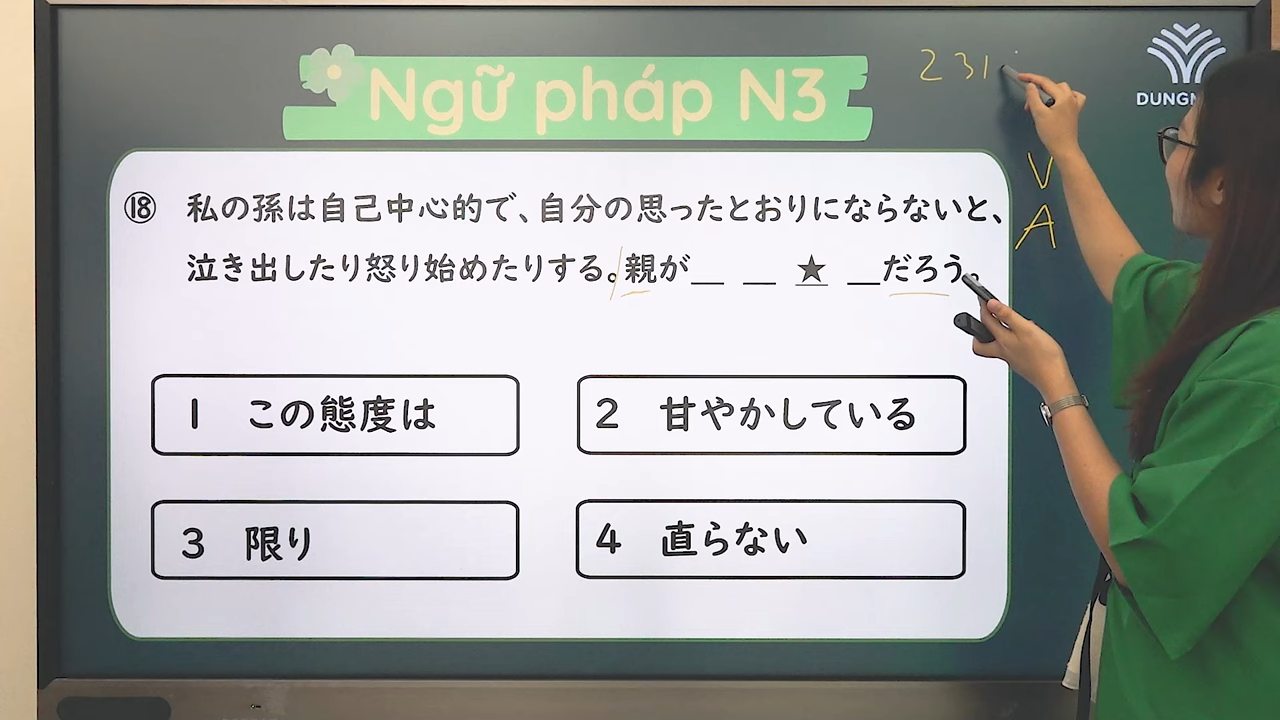 Ngữ pháp N3
231
V
A
⑱ 私の孫は自己中心的で、自分の思ったとおりにならないと、
泣き出したり怒り始めたりする。親が__ __ ★ __だろう。
1 この態度は
2 甘やかしている
3 限り
4 直らない